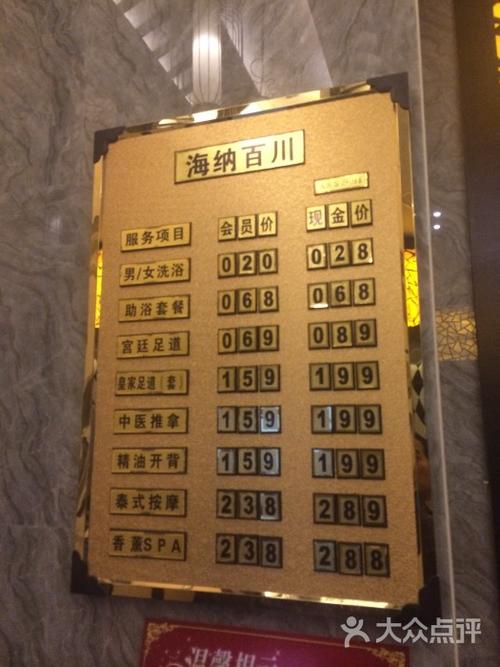 海纳百川
服务项目 会员价 现金价
男/女洗浴 020 028
助浴套餐 068 068
宫廷足道 069 089
皇家足道（套） 159 199
中医推拿 159 199
精油开背 159 199
泰式按摩 238 289
香薰SPA 238 288
大众点评